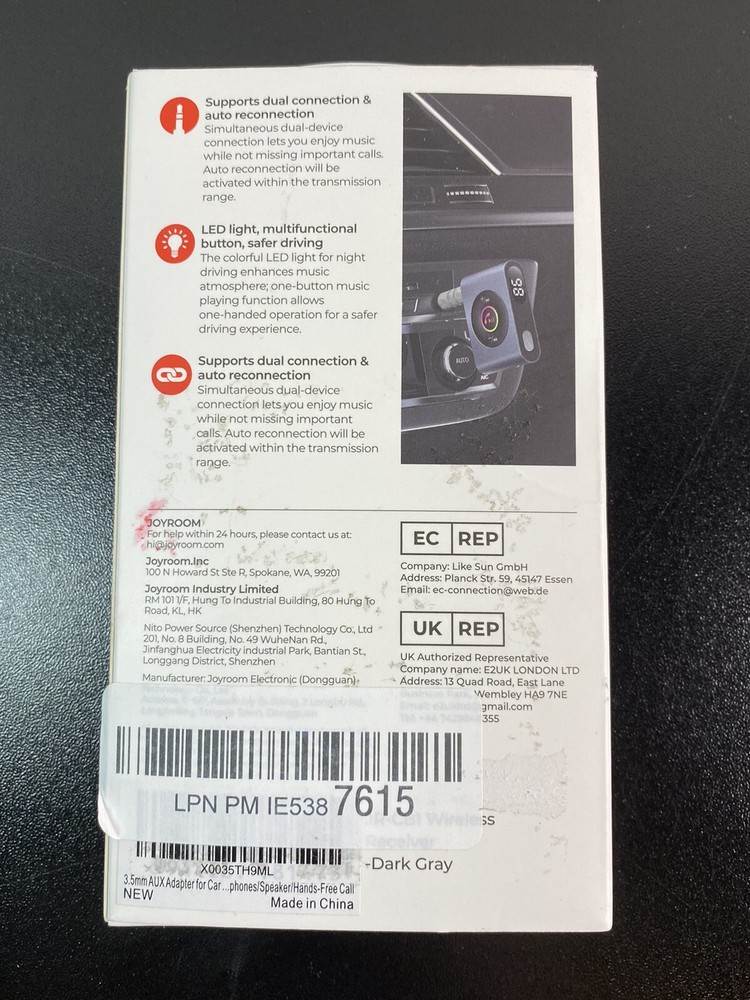 Supports dual connection &
auto reconnection
Simultaneous dual-device
connection lets you enjoy music
while not missing important calls.
Auto reconnection will be
activated within the transmission
range.
LED light, multifunctional
button, safer driving
The colorful LED light for night
driving enhances music
atmosphere; one-button music
playing function allows
one-handed operation for a safer
driving experience.
Supports dual connection &
auto reconnection
Simultaneous dual-device
connection lets you enjoy music
while not missing important
calls. Auto reconnection will be
activated within the transmission
range.
AUTO
A/C
JOYROOM
For help within 24 hours, please contact us at:
hi@joyroom.com
Joyroom.Inc
100 N Howard St Ste R, Spokane, WA, 99201
Joyroom Industry Limited
RM 101 1/F, Hung To Industrial Building, 80 Hung To
Road, KL, HK
Nito Power Source (Shenzhen) Technology Co., Ltd
201, No. 8 Building, No. 49 WuheNan Rd.,
Jinfanghua Electricity industrial Park, Bantian St.,
Longgang District, Shenzhen
Manufacturer: Joyroom Electronic (Dongguan)
EC REP
Company: Like Sun GmbH
Address: Planck Str. 59, 45147 Essen
Email: ec-connection@web.de
UK REP
UK Authorized Representative
Company name: E2UK LONDON LTD
Address: 13 Quad Road, East Lane
Business Park, Wembley HA9 7NE
gmail.com
355
LPN PM IE538 7615
JR-CB1 Wireless
Receiver
-Dark Gray
X0035TH9ML
3.5mm AUX Adapter for Car ...phones/Speaker/Hands-Free Call
NEW
Made in China